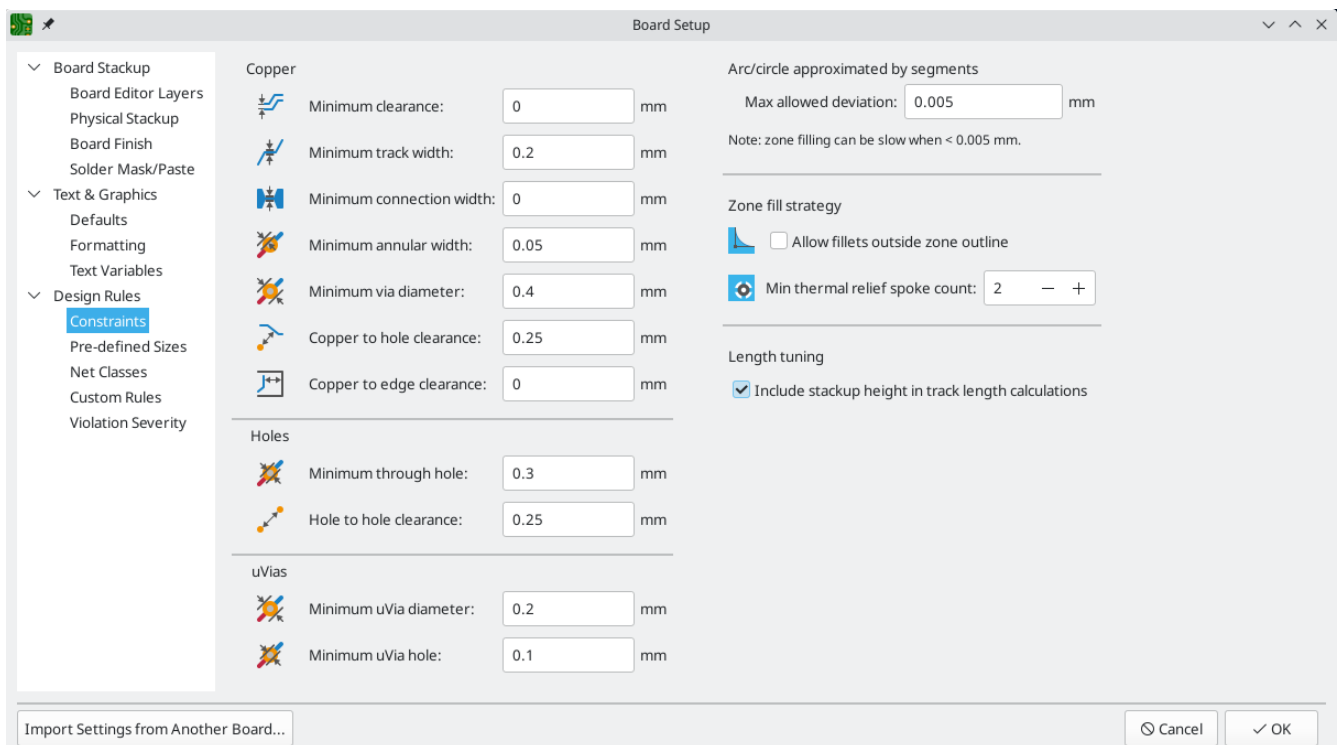 Board Setup
Board Stackup
Board Editor Layers
Physical Stackup
Board Finish
Solder Mask/Paste
Text & Graphics
Defaults
Formatting
Text Variables
Design Rules
Constraints
Pre-defined Sizes
Net Classes
Custom Rules
Violation Severity
Copper
Minimum clearance: 0 mm
Minimum track width: 0.2 mm
Minimum connection width: 0 mm
Minimum annular width: 0.05 mm
Minimum via diameter: 0.4 mm
Copper to hole clearance: 0.25 mm
Copper to edge clearance: 0 mm
Holes
Minimum through hole: 0.3 mm
Hole to hole clearance: 0.25 mm
uVias
Minimum uVia diameter: 0.2 mm
Minimum uVia hole: 0.1 mm
Arc/circle approximated by segments
Max allowed deviation: 0.005 mm
Note: zone filling can be slow when < 0.005 mm.
Zone fill strategy
Allow fillets outside zone outline
Min thermal relief spoke count: 2 − +
Length tuning
Include stackup height in track length calculations
Import Settings from Another Board... Cancel OK